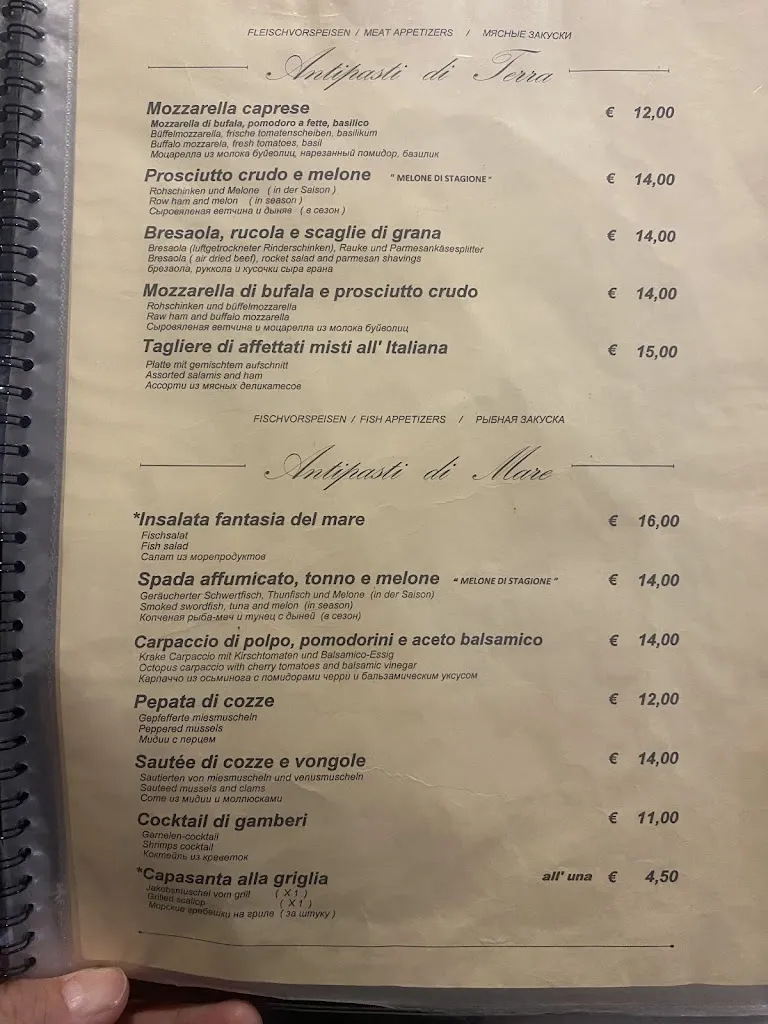 FLEISCHVORSPEISEN / MEAT APPETIZERS / МЯСНЫЕ ЗАКУСКИ
Antipasti di Terra
Mozzarella caprese € 12,00
Mozzarella di bufala, pomodoro a fette, basilico
Büffelmozzarella, frische tomatenscheiben, basilikum
Buffalo mozzarela, fresh tomatoes, basil
Моцарелла из молока буйволиц, нарезанный помидор, базилик
Prosciutto crudo e melone " MELONE DI STAGIONE " € 14,00
Rohschinken und Melone ( in der Saison )
Row ham and melon ( in season )
Сыровяленая ветчина и дыняе ( в сезон )
Bresaola, rucola e scaglie di grana € 14,00
Bresaola (luftgetrockneter Rinderschinken), Rauke und Parmesankäsesplitter
Bresaola ( air dried beef), rocket salad and parmesan shavings
брезаола, руккола и кусочки сыра грана
Mozzarella di bufala e prosciutto crudo € 14,00
Rohschinken und büffelmozzarella
Raw ham and buffalo mozzarella
Сыровяленая ветчина и моцарелла из молока буйволиц
Tagliere di affettati misti all' Italiana € 15,00
Platte mit gemischtem aufschnitt
Assorted salamis and ham
Ассорти из мясных деликатесов
FISCHVORSPEISEN / FISH APPETIZERS / РЫБНАЯ ЗАКУСКА
Antipasti di Mare
*Insalata fantasia del mare € 16,00
Fischsalat
Fish salad
Салат из морепродуктов
Spada affumicato, tonno e melone " MELONE DI STAGIONE " € 14,00
Geräucherter Schwertfisch, Thunfisch und Melone (in der Saison)
Smoked swordfish, tuna and melon (in season)
Копченая рыба-меч и тунец с дыней (в сезон)
Carpaccio di polpo, pomodorini e aceto balsamico € 14,00
Krake Carpaccio mit Kirschtomaten und Balsamico-Essig
Octopus carpaccio with cherry tomatoes and balsamic vinegar
Карпаччо из осьминога с помидорами черри и бальзамическим уксусом
Pepata di cozze € 12,00
Gepfefferte miesmuscheln
Peppered mussels
Мидии с перцем
Sautée di cozze e vongole € 14,00
Sautierten von miesmuscheln und venusmuscheln
Sauteed mussels and clams
Соте из мидии и моллюсками
Cocktail di gamberi € 11,00
Garnelen-cocktail
Shrimps cocktail
Коктейль из креветок
*Capasanta alla griglia all' una € 4,50
Jakobsmuschel vom grill ( X 1 )
Grilled scallop ( X 1 )
Морские гребешки на гриле ( за штуку )